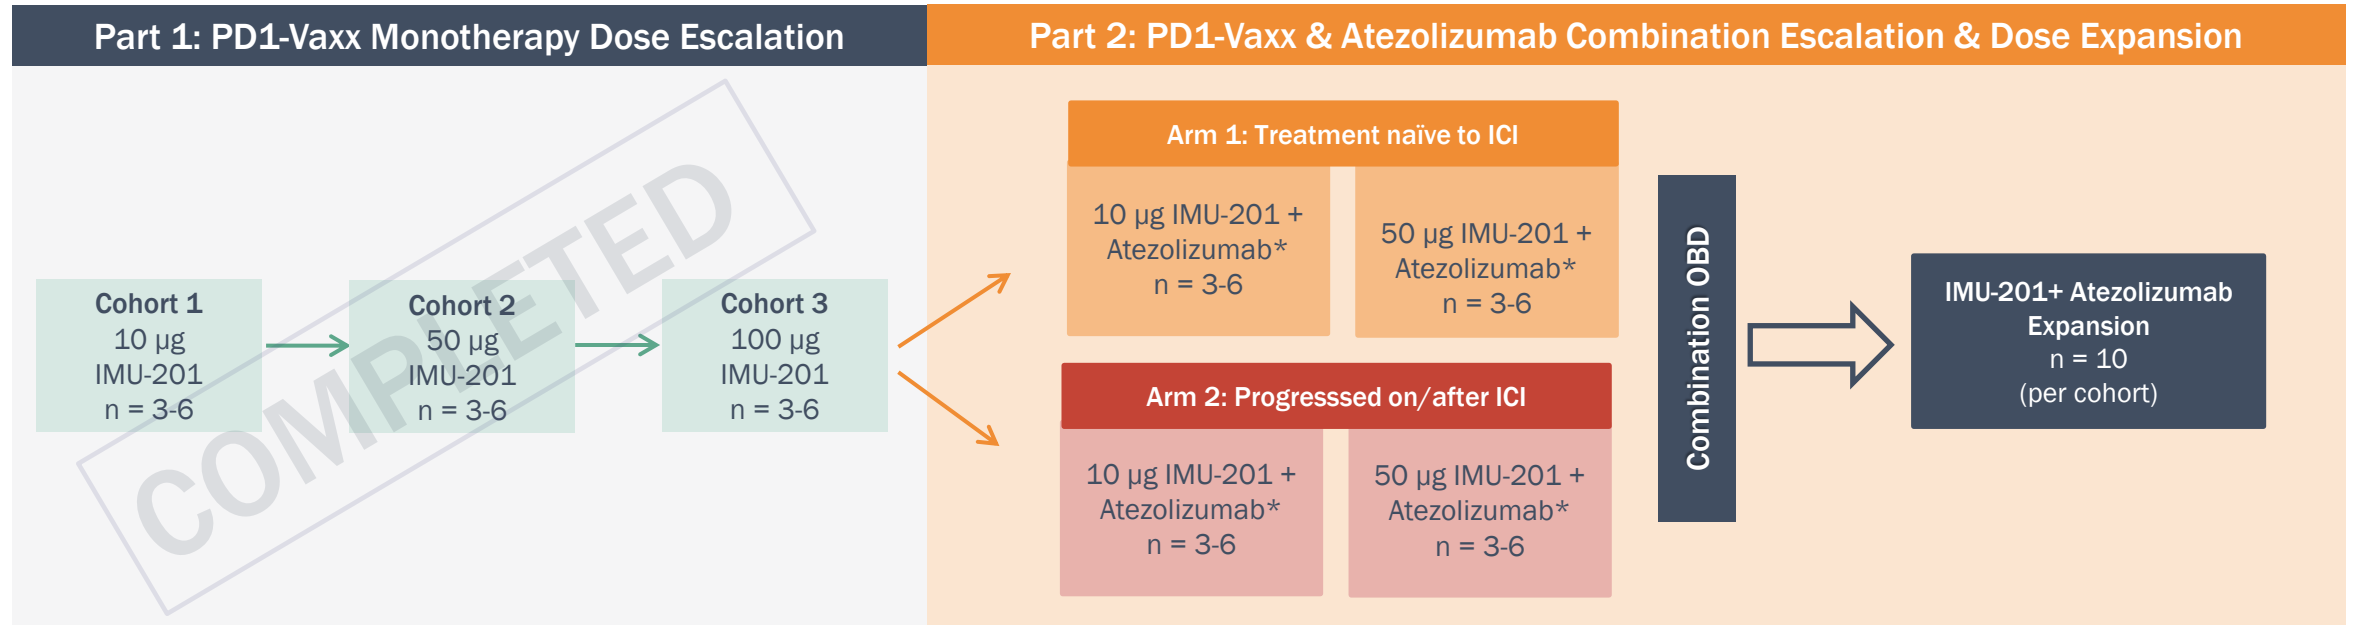 Part 1: PD1-Vaxx Monotherapy Dose Escalation
Part 2: PD1-Vaxx & Atezolizumab Combination Escalation & Dose Expansion
COMPLETED
Cohort 1
10 µg
IMU-201
n = 3-6
Cohort 2
50 µg
IMU-201
n = 3-6
Cohort 3
100 µg
IMU-201
n = 3-6
Arm 1: Treatment naïve to ICI
10 µg IMU-201 +
Atezolizumab*
n = 3-6
50 µg IMU-201 +
Atezolizumab*
n = 3-6
Arm 2: Progresssed on/after ICI
10 µg IMU-201 +
Atezolizumab*
n = 3-6
50 µg IMU-201 +
Atezolizumab*
n = 3-6
Combination OBD
IMU-201+ Atezolizumab
Expansion
n = 10
(per cohort)